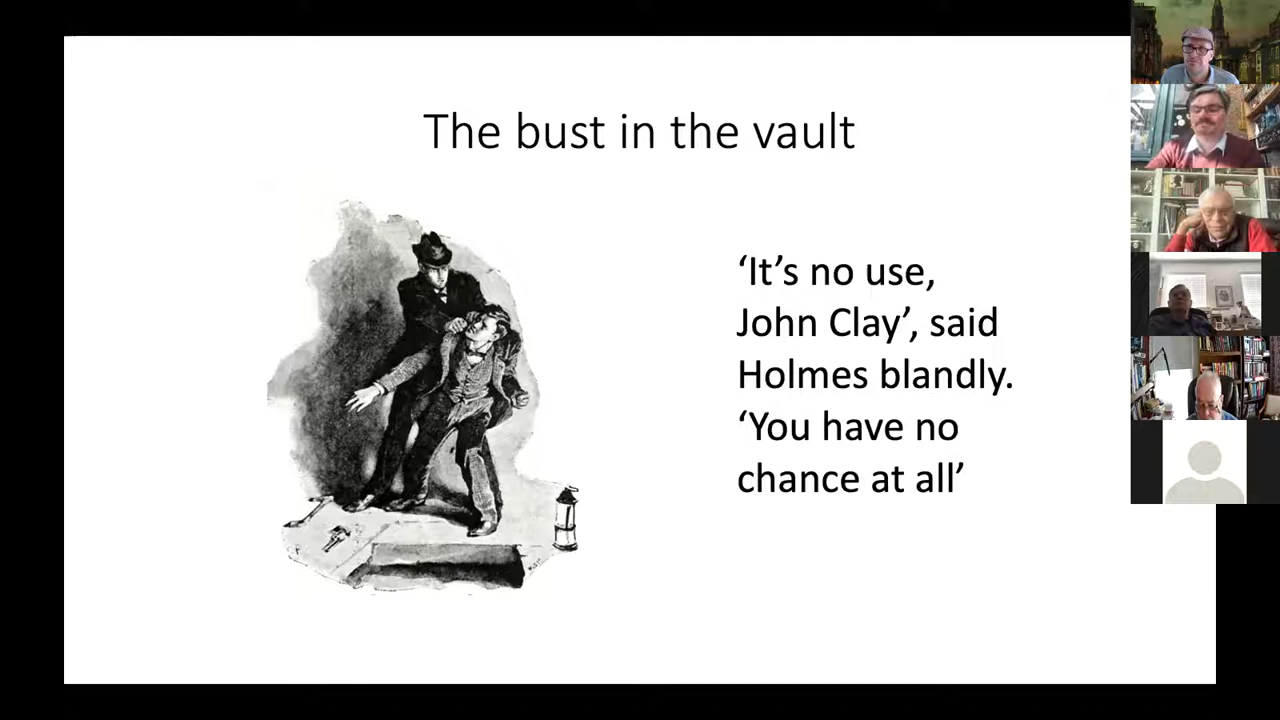 The bust in the vault
‘It’s no use,
John Clay’, said
Holmes blandly.
‘You have no
chance at all’